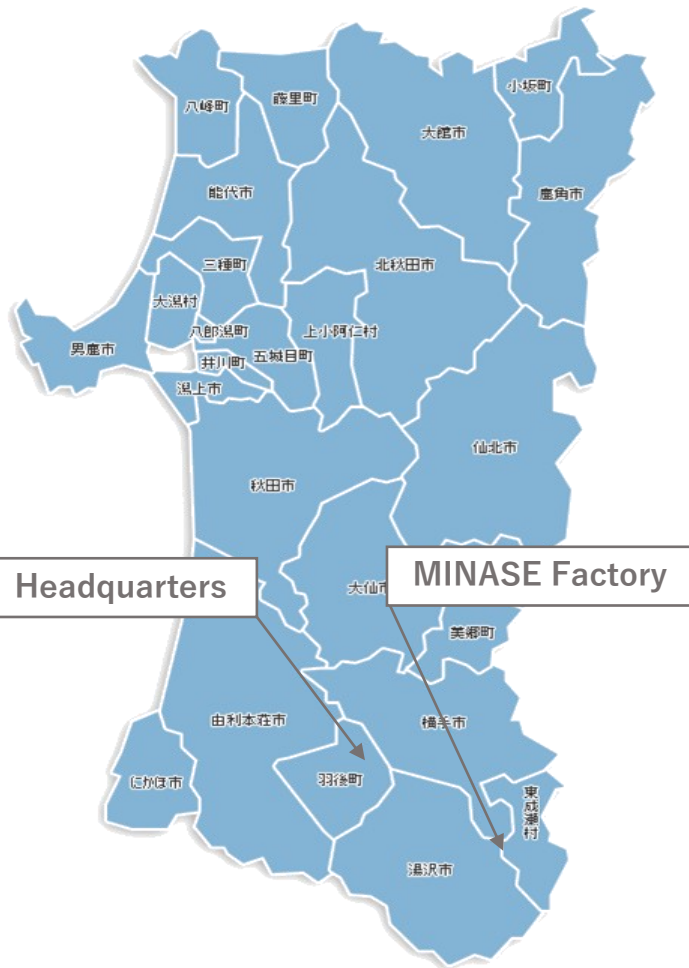 小坂町
八峰町
藤里町
大館市
能代市
鹿角市
三種町
北秋田市
大潟村
八郎潟町
上小阿仁村
男鹿市
井川町
五城目町
潟上市
仙北市
秋田市
Headquarters
MINASE Factory
大仙市
美郷町
由利本荘市
横手市
羽後町
にかほ市
東成瀬村
湯沢市